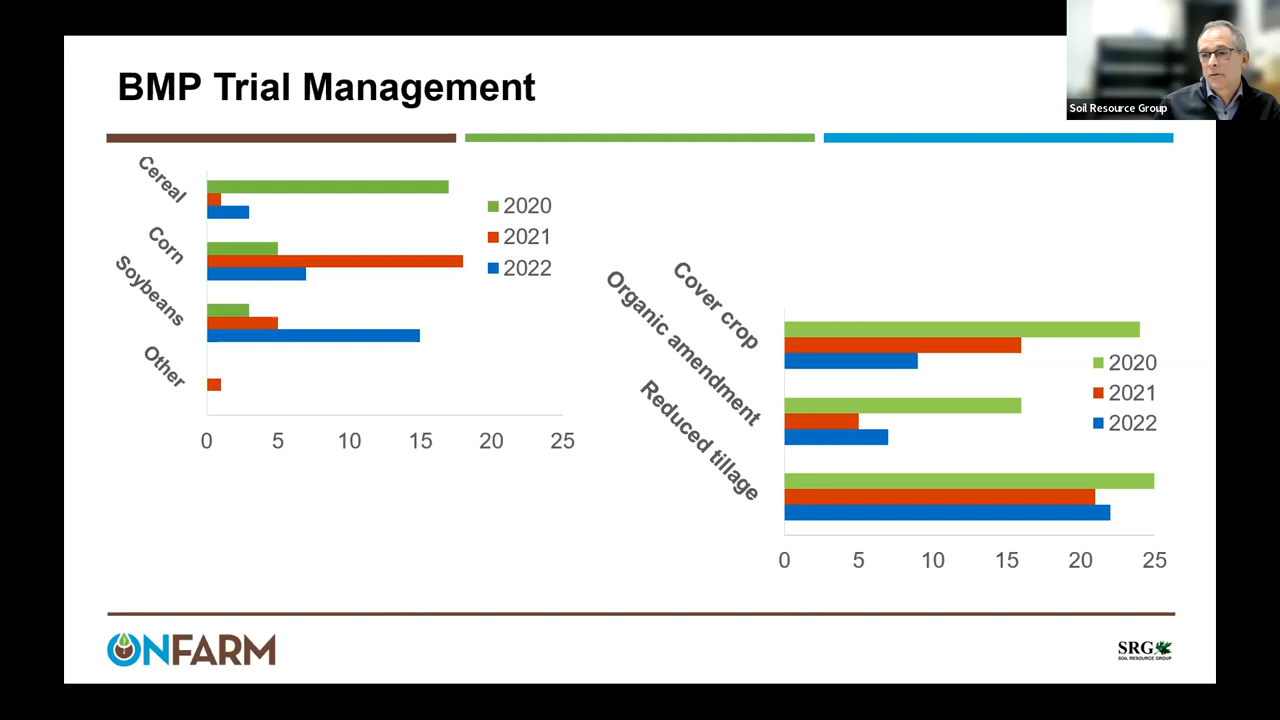 BMP Trial Management
Soil Resource Group
Cereal
Corn
Soybeans
Other
2020
2021
2022
0 5 10 15 20 25
Cover crop
Organic amendment
Reduced tillage
2020
2021
2022
0 5 10 15 20 25
ONFARM
SRG
SOIL RESOURCE GROUP